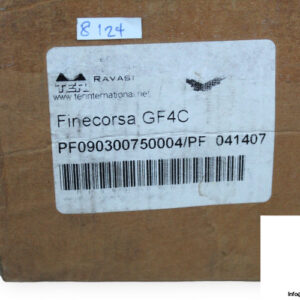 8124
TER RAVASI
www.terinternational.net
Finecorsa GF4C
PF090300750004/PF 041407